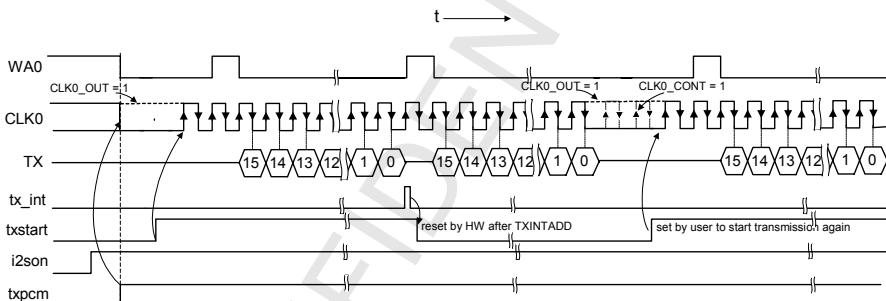 t
WA0
CLK0_OUT = 1
CLK0_OUT = 1
CLK0_CONT = 1
CLK0
TX
15 14 13 12 1 0 15 14 13 12 1 0 15 14 13 12 1 0
tx_int
reset by HW after TXINTADD
set by user to start transmission again
txstart
i2son
txpcm
FIDEN